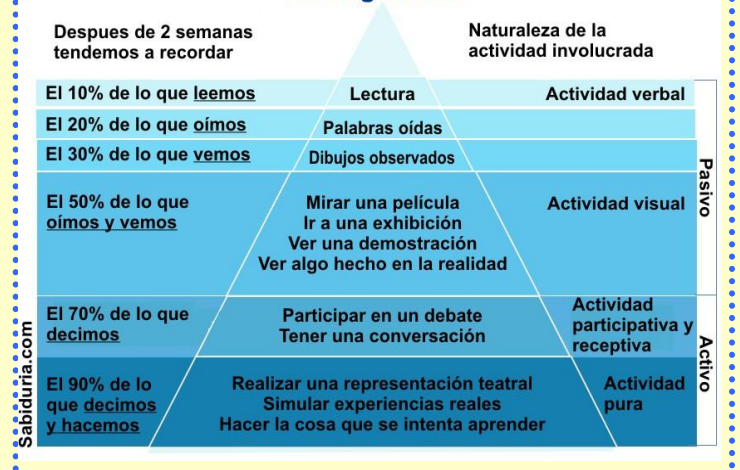 Despues de 2 semanas
tendemos a recordar
Naturaleza de la
actividad involucrada
El 10% de lo que leemos
Lectura
Actividad verbal
El 20% de lo que oímos
Palabras oídas
El 30% de lo que vemos
Dibujos observados
El 50% de lo que
oímos y vemos
Mirar una película
Ir a una exhibición
Ver una demostración
Ver algo hecho en la realidad
Actividad visual
Pasivo
El 70% de lo que
decimos
Participar en un debate
Tener una conversación
Actividad
participativa y
receptiva
El 90% de lo
que decimos
y hacemos
Realizar una representación teatral
Simular experiencias reales
Hacer la cosa que se intenta aprender
Actividad
pura
Activo
Sabiduria.com